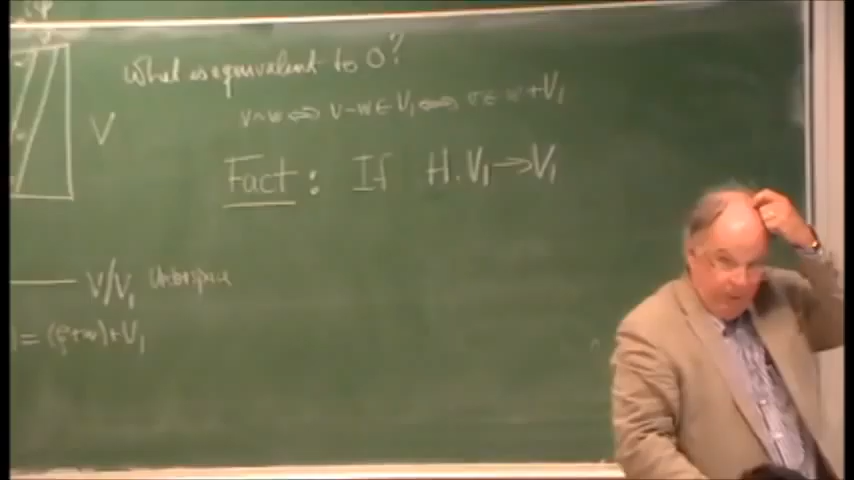 What is equivalent to 0?
V
v~w ⇔ v-w ∈ V₁ ⇔ v ∈ w+V₁
Fact: If H.V₁→V₁
V/V₁
= (ξ+w)+V₁